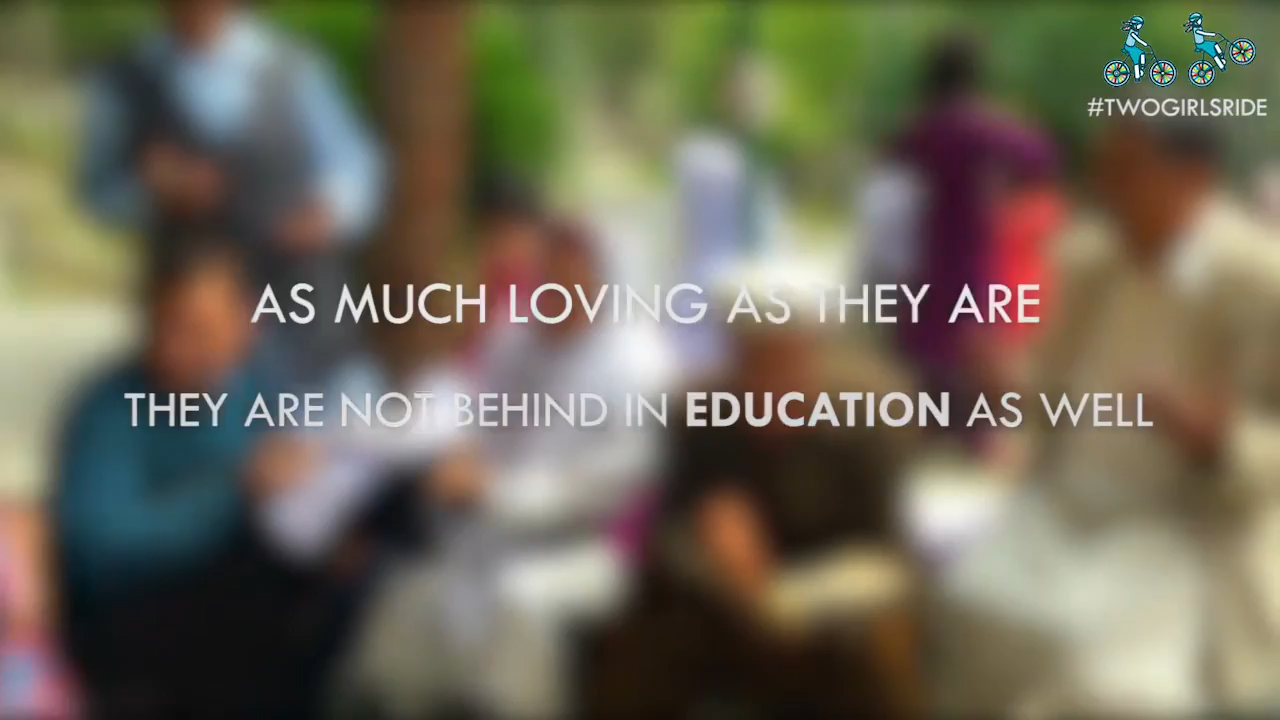 #TWOGIRLSRIDE
AS MUCH LOVING AS THEY ARE
THEY ARE NOT BEHIND IN EDUCATION AS WELL